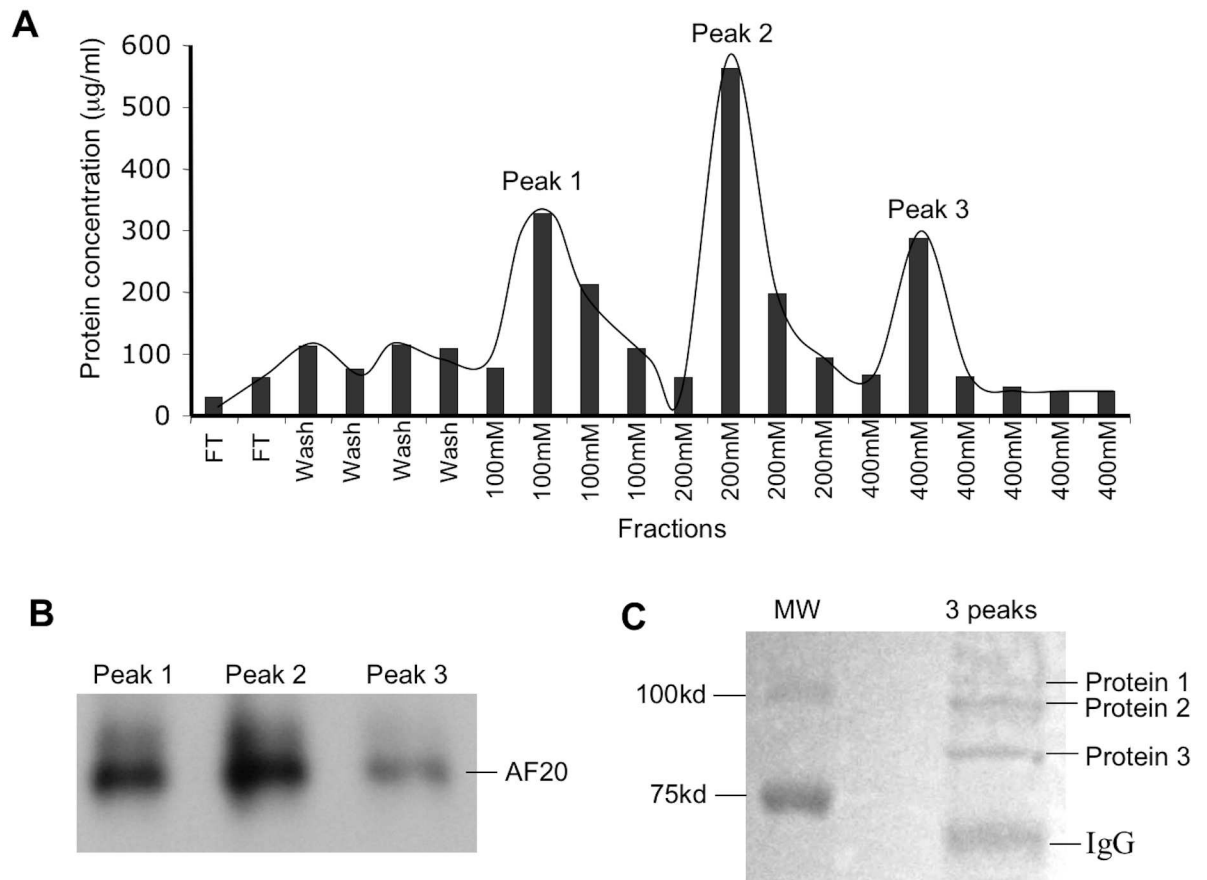 A
Protein concentration (μg/ml)
600
500
400
300
200
100
0
Peak 1
Peak 2
Peak 3
FT
FT
Wash
Wash
Wash
Wash
100mM
100mM
100mM
100mM
200mM
200mM
200mM
200mM
400mM
400mM
400mM
400mM
400mM
400mM
Fractions
B
Peak 1 Peak 2 Peak 3
AF20
C
MW 3 peaks
100kd
75kd
Protein 1
Protein 2
Protein 3
IgG